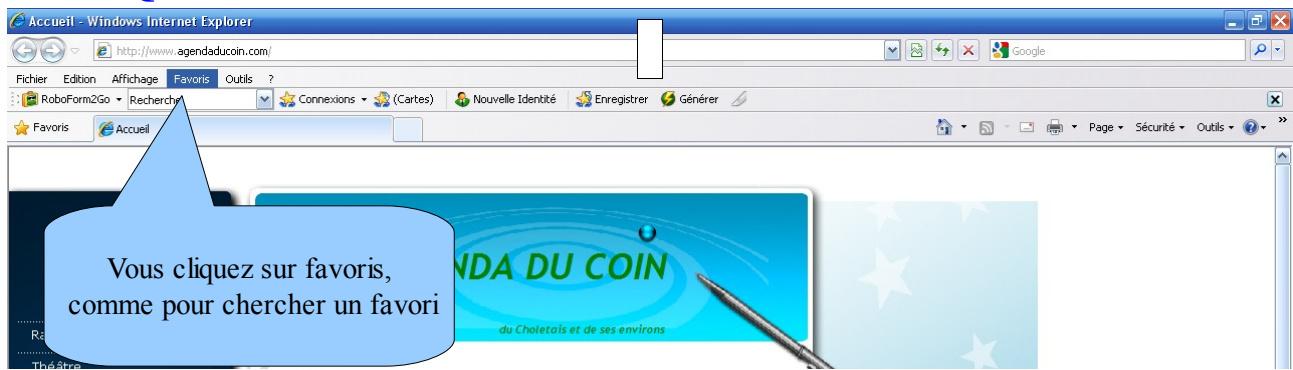 Accueil - Windows Internet Explorer
http://www.agendaducoin.com/
Google
Fichier Edition Affichage Favoris Outils ?
RoboForm2Go Recherche Connexions (Cartes) Nouvelle Identité Enregistrer Générer
Favoris Accueil Page Sécurité Outils
Vous cliquez sur favoris,
comme pour chercher un favori
NDA DU COIN
du Choletais et de ses environs
Théâtre